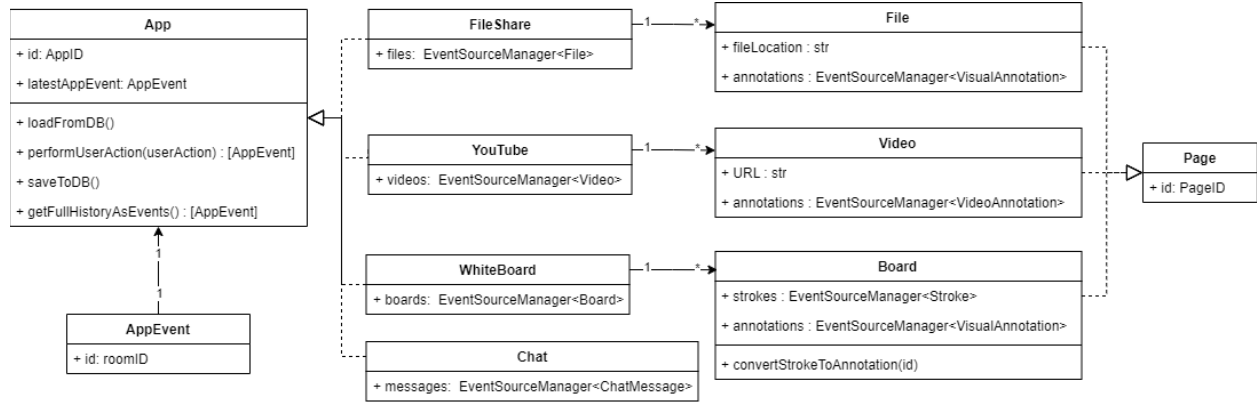 App
+ id: AppID
+ latestAppEvent: AppEvent
+ loadFromDB()
+ performUserAction(userAction) : [AppEvent]
+ saveToDB()
+ getFullHistoryAsEvents() : [AppEvent]
1
1
AppEvent
+ id: roomID
FileShare
+ files: EventSourceManager<File>
1
*
File
+ fileLocation : str
+ annotations : EventSourceManager<VisualAnnotation>
YouTube
+ videos: EventSourceManager<Video>
1
*
Video
+ URL : str
+ annotations : EventSourceManager<VideoAnnotation>
WhiteBoard
+ boards: EventSourceManager<Board>
1
*
Board
+ strokes : EventSourceManager<Stroke>
+ annotations : EventSourceManager<VisualAnnotation>
+ convertStrokeToAnnotation(id)
Chat
+ messages: EventSourceManager<ChatMessage>
Page
+ id: PageID